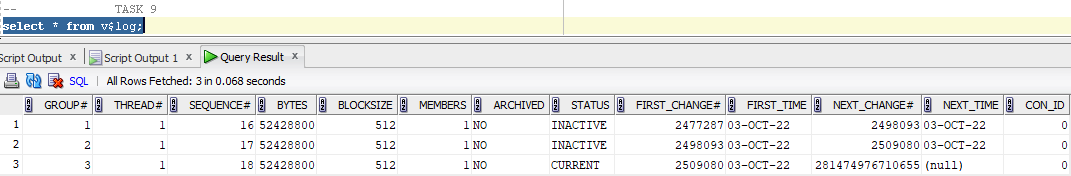 -- TASK 9
select * from v$log;
Script Output x Script Output 1 x Query Result x
SQL | All Rows Fetched: 3 in 0.068 seconds
GROUP# THREAD# SEQUENCE# BYTES BLOCKSIZE MEMBERS ARCHIVED STATUS FIRST_CHANGE# FIRST_TIME NEXT_CHANGE# NEXT_TIME CON_ID
1 1 1 16 52428800 512 1 NO INACTIVE 2477287 03-OCT-22 2498093 03-OCT-22 0
2 2 1 17 52428800 512 1 NO INACTIVE 2498093 03-OCT-22 2509080 03-OCT-22 0
3 3 1 18 52428800 512 1 NO CURRENT 2509080 03-OCT-22 281474976710655 (null) 0